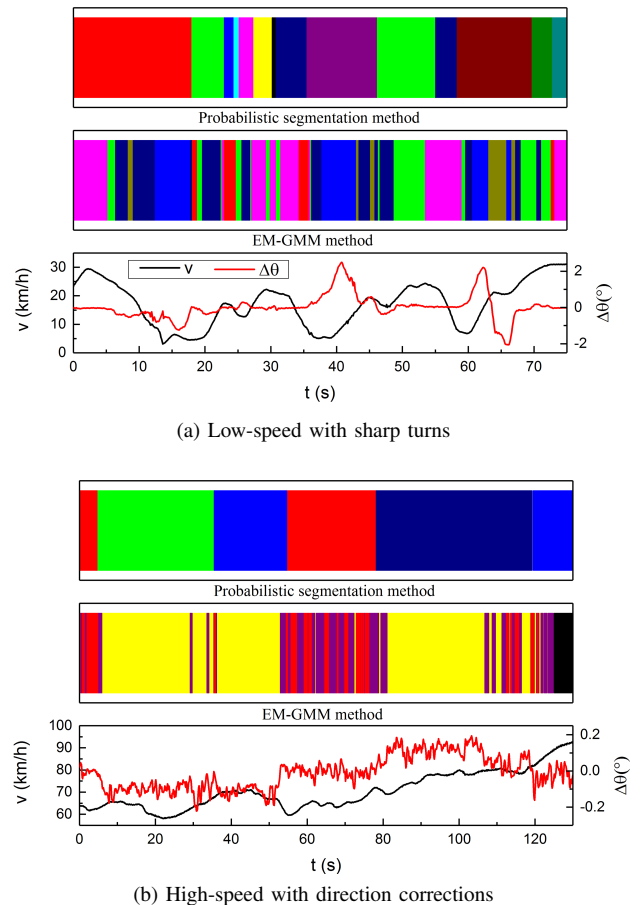 Probabilistic segmentation method
EM-GMM method
v Δθ
30
20
10
0
v (km/h)
2
0
-2
Δθ(°)
0 10 20 30 40 50 60 70
t (s)
(a) Low-speed with sharp turns
Probabilistic segmentation method
EM-GMM method
100
90
80
70
60
v (km/h)
0.2
0.0
-0.2
Δθ(°)
0 20 40 60 80 100 120
t (s)
(b) High-speed with direction corrections